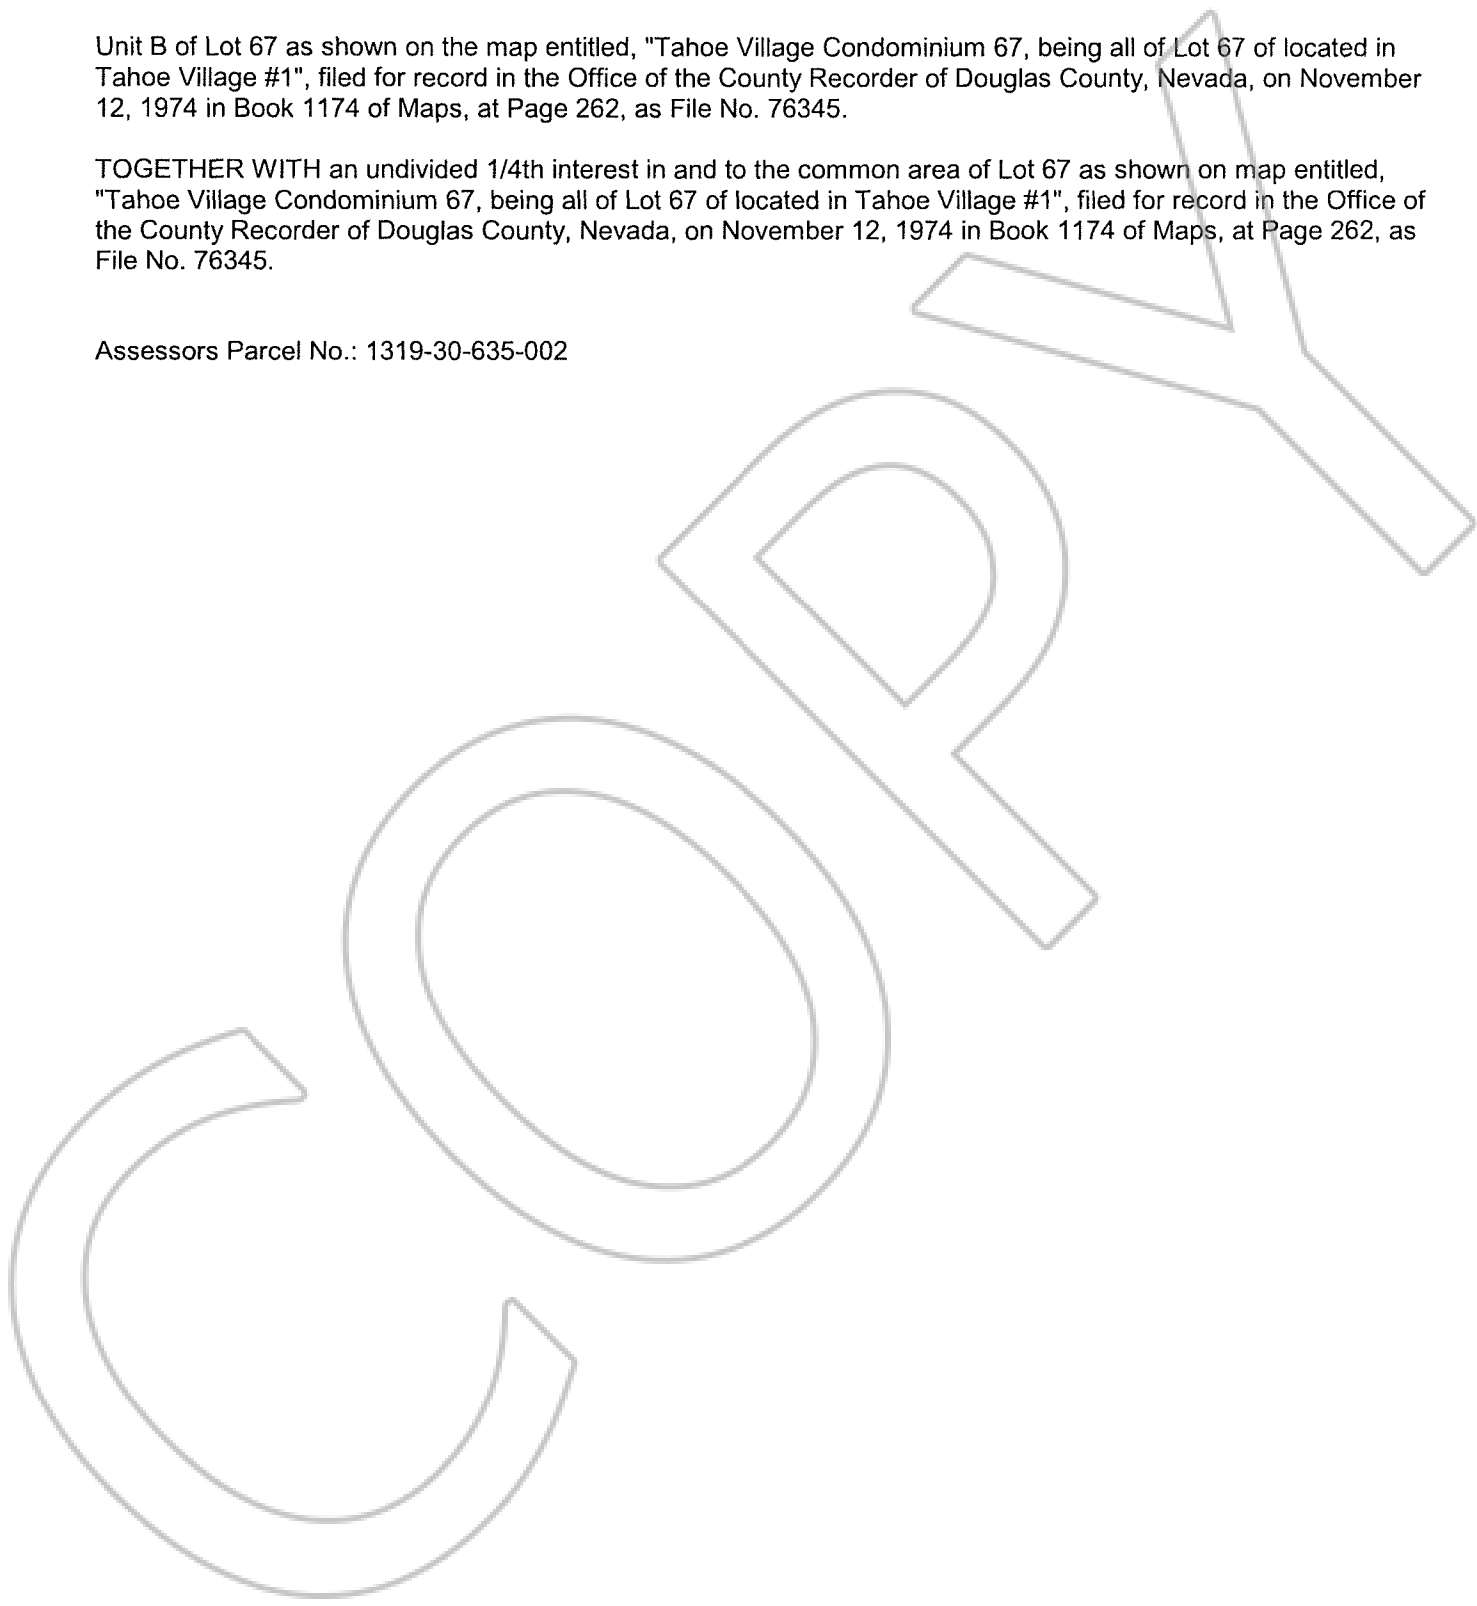 Unit B of Lot 67 as shown on the map entitled, "Tahoe Village Condominium 67, being all of Lot 67 of located in
Tahoe Village #1", filed for record in the Office of the County Recorder of Douglas County, Nevada, on November
12, 1974 in Book 1174 of Maps, at Page 262, as File No. 76345.
TOGETHER WITH an undivided 1/4th interest in and to the common area of Lot 67 as shown on map entitled,
"Tahoe Village Condominium 67, being all of Lot 67 of located in Tahoe Village #1", filed for record in the Office of
the County Recorder of Douglas County, Nevada, on November 12, 1974 in Book 1174 of Maps, at Page 262, as
File No. 76345.
Assessors Parcel No.: 1319-30-635-002
COPY